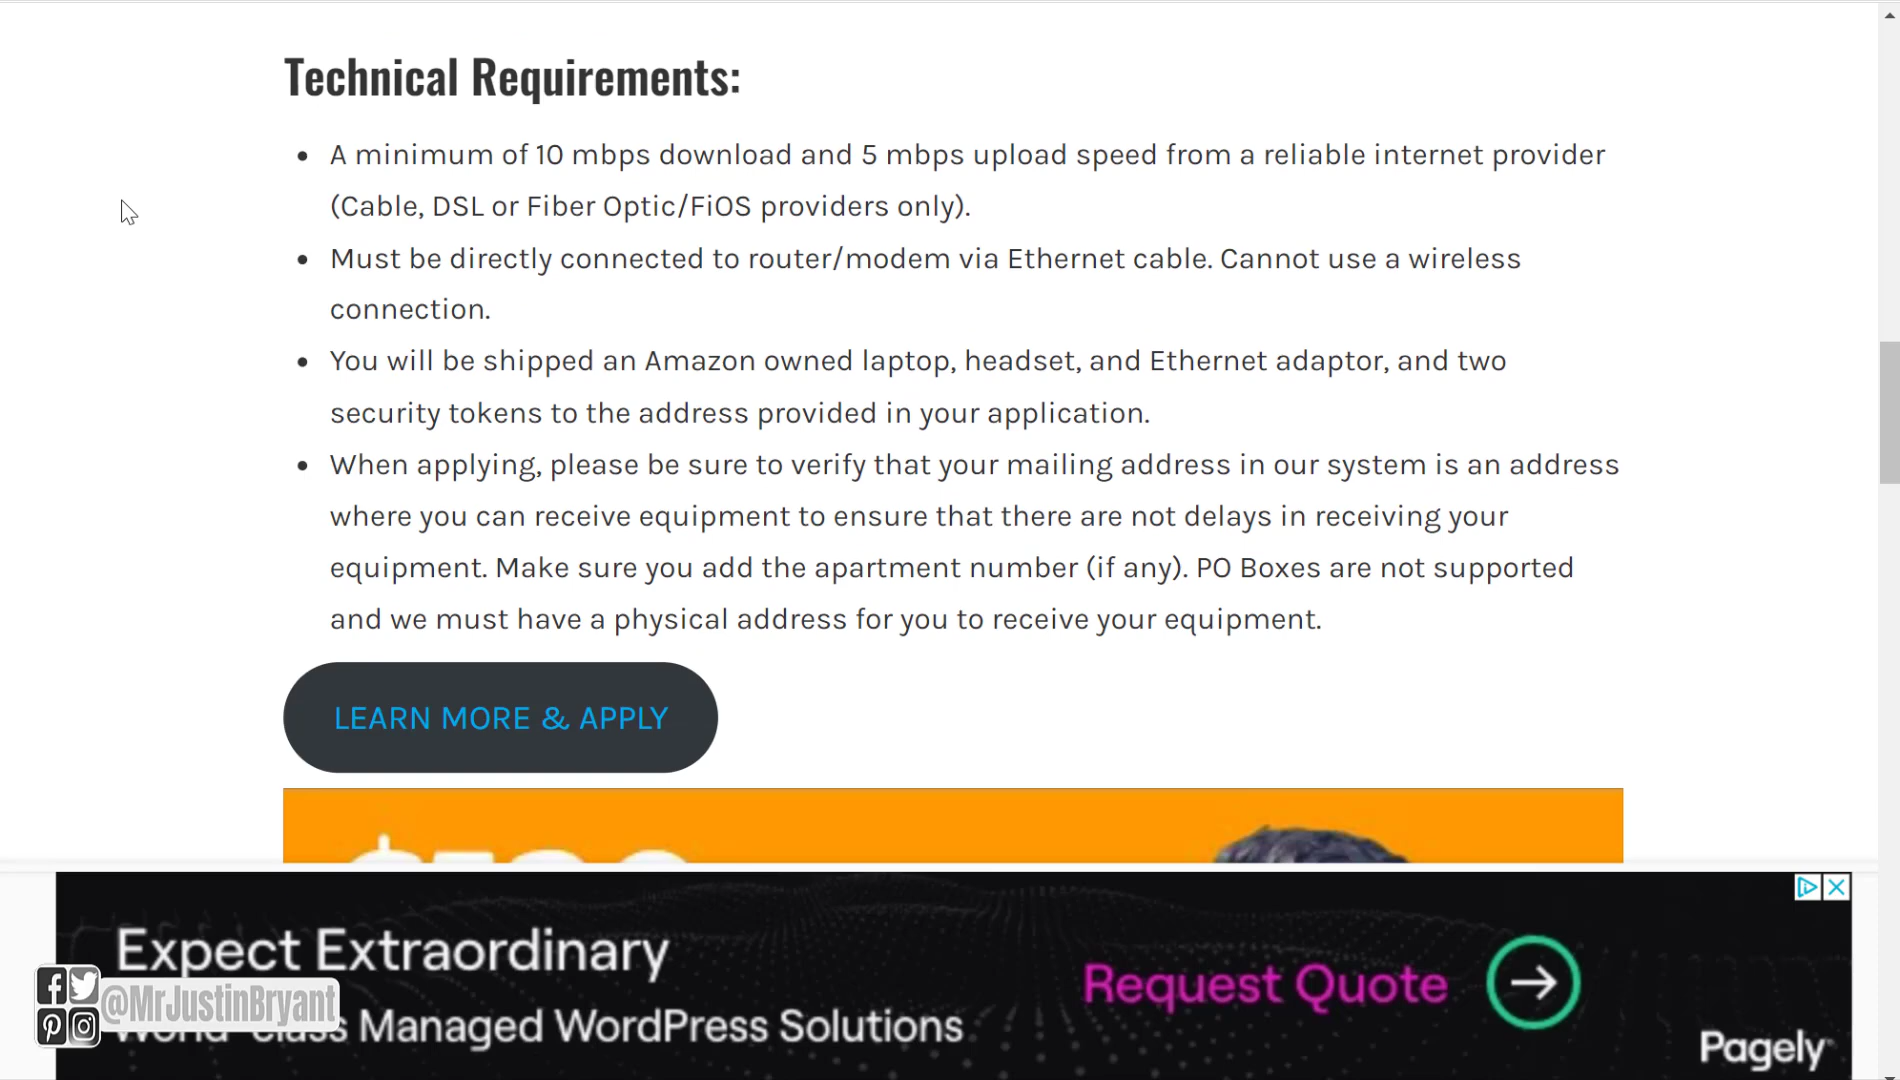 Technical Requirements:
A minimum of 10 mbps download and 5 mbps upload speed from a reliable internet provider
(Cable, DSL or Fiber Optic/FiOS providers only).
Must be directly connected to router/modem via Ethernet cable. Cannot use a wireless
connection.
You will be shipped an Amazon owned laptop, headset, and Ethernet adaptor, and two
security tokens to the address provided in your application.
When applying, please be sure to verify that your mailing address in our system is an address
where you can receive equipment to ensure that there are not delays in receiving your
equipment. Make sure you add the apartment number (if any). PO Boxes are not supported
and we must have a physical address for you to receive your equipment.
LEARN MORE & APPLY
Expect Extraordinary
Request Quote
@MrJustinBryant
World-class Managed WordPress Solutions
Pagely